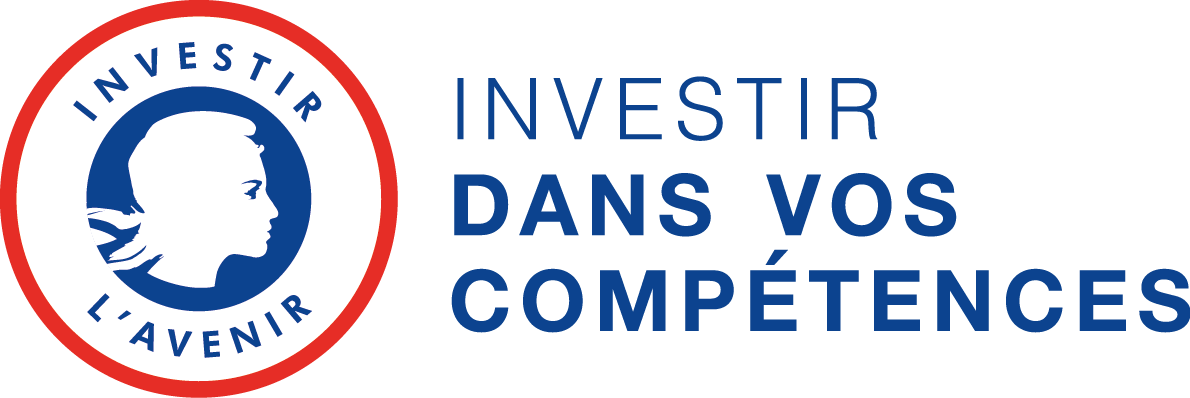 INVESTIR
L'AVENIR
INVESTIR
DANS VOS
COMPÉTENCES